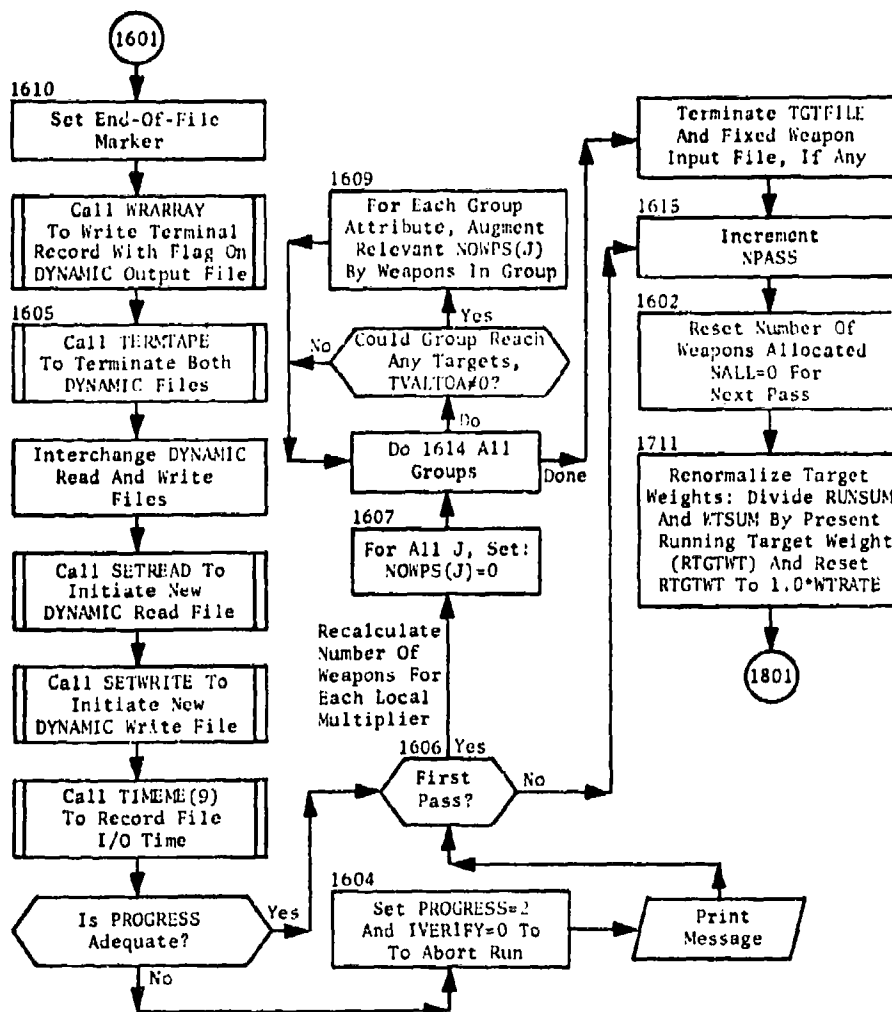 1601
1610
Set End-Of-File
Marker
Call WRARRAY
To Write Terminal
Record With Flag On
DYNAMIC Output File
1605
Call TERMTAPE
To Terminate Both
DYNAMIC Files
Interchange DYNAMIC
Read And Write
Files
Call SETREAD To
Initiate New
DYNAMIC Read File
Call SETWRITE To
Initiate New
DYNAMIC Write File
Call TIMEME(9)
To Record File
I/O Time
Is PROGRESS
Adequate?
Yes
No
1604
Set PROGRESS=2
And IVERIFY=0 To
To Abort Run
Print
Message
1606
First
Pass?
Yes
No
Recalculate
Number Of
Weapons For
Each Local
Multiplier
1607
For All J, Set:
NOWPS(J)=0
Do 1614 All
Groups
Do
Done
Could Group Reach
Any Targets,
TVALTOA≠0?
No
Yes
1609
For Each Group
Attribute, Augment
Relevant NOWPS(J)
By Weapons In Group
Terminate TGTFILE
And Fixed Weapon
Input File, If Any
1615
Increment
NPASS
1602
Reset Number Of
Weapons Allocated
NALL=0 For
Next Pass
1711
Renormalize Target
Weights: Divide RUNSUM
And WTSUM By Present
Running Target Weight
(RTGTWT) And Reset
RTGTWT To 1.0*WTRATE
1801